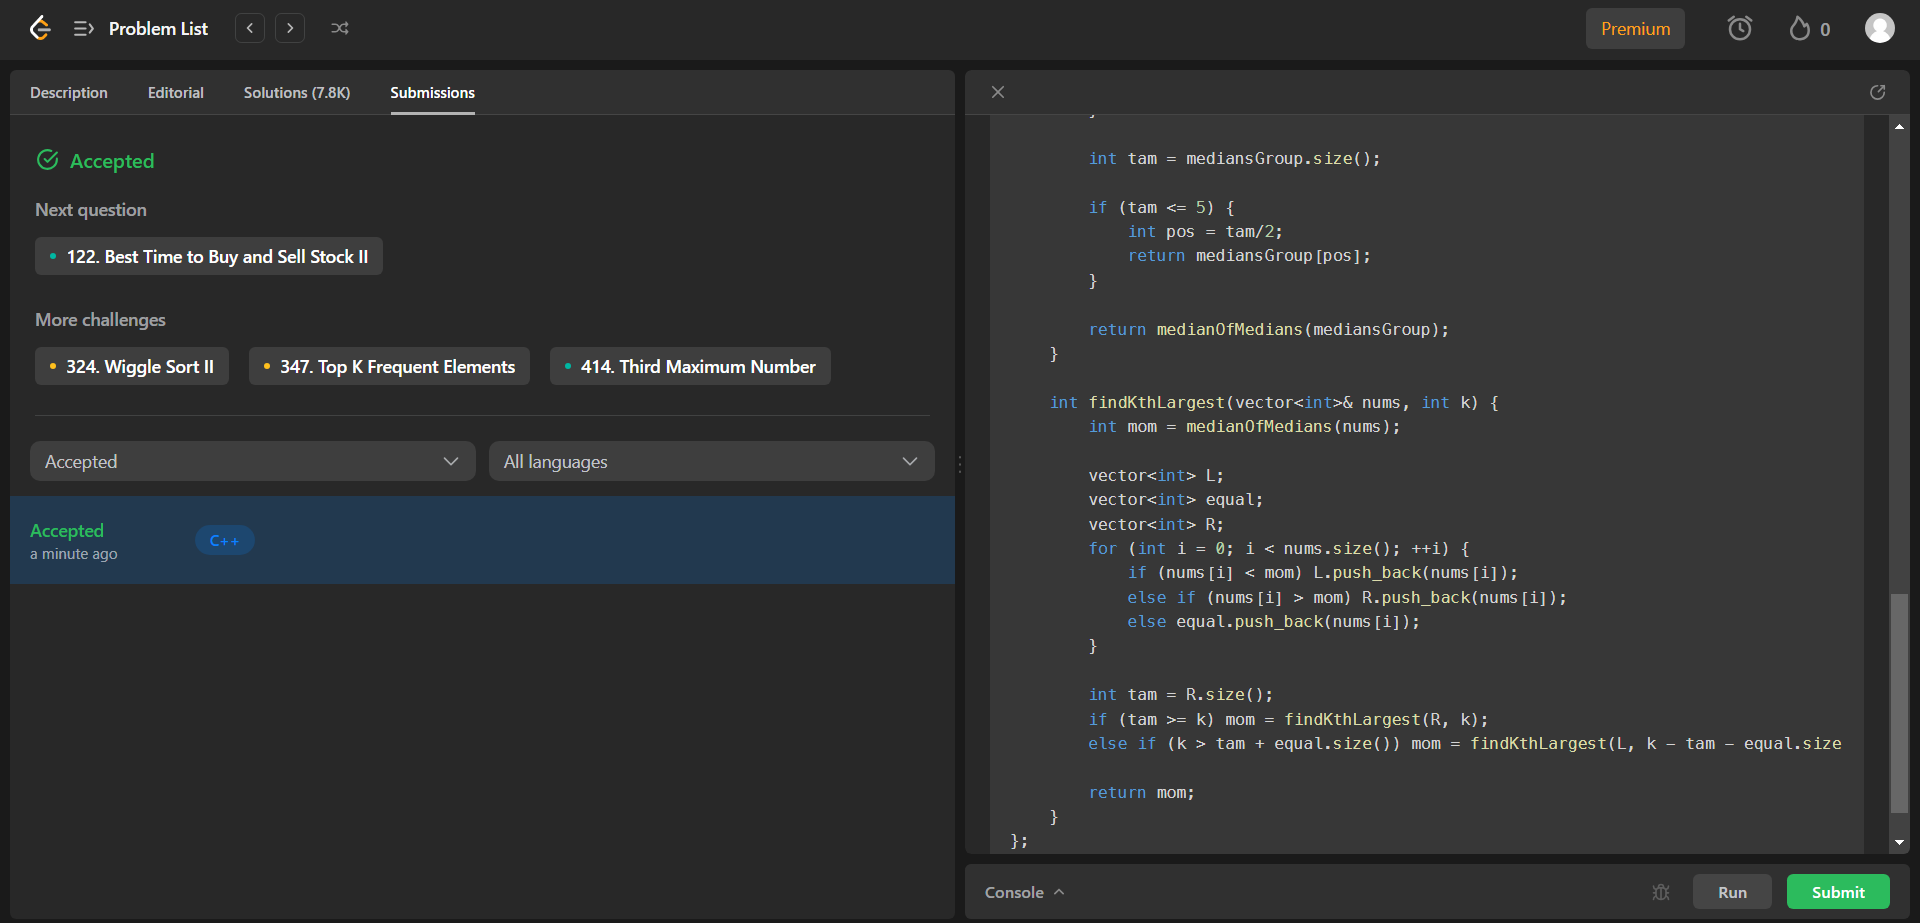 Problem List
Premium
0
Description Editorial Solutions (7.8K) Submissions
Accepted
Next question
122. Best Time to Buy and Sell Stock II
More challenges
324. Wiggle Sort II 347. Top K Frequent Elements 414. Third Maximum Number
Accepted All languages
Accepted
a minute ago
C++
int tam = mediansGroup.size();
if (tam <= 5) {
int pos = tam/2;
return mediansGroup[pos];
}
return medianOfMedians(mediansGroup);
}
int findKthLargest(vector<int>& nums, int k) {
int mom = medianOfMedians(nums);
vector<int> L;
vector<int> equal;
vector<int> R;
for (int i = 0; i < nums.size(); ++i) {
if (nums[i] < mom) L.push_back(nums[i]);
else if (nums[i] > mom) R.push_back(nums[i]);
else equal.push_back(nums[i]);
}
int tam = R.size();
if (tam >= k) mom = findKthLargest(R, k);
else if (k > tam + equal.size()) mom = findKthLargest(L, k - tam - equal.size
return mom;
}
};
Console Run Submit